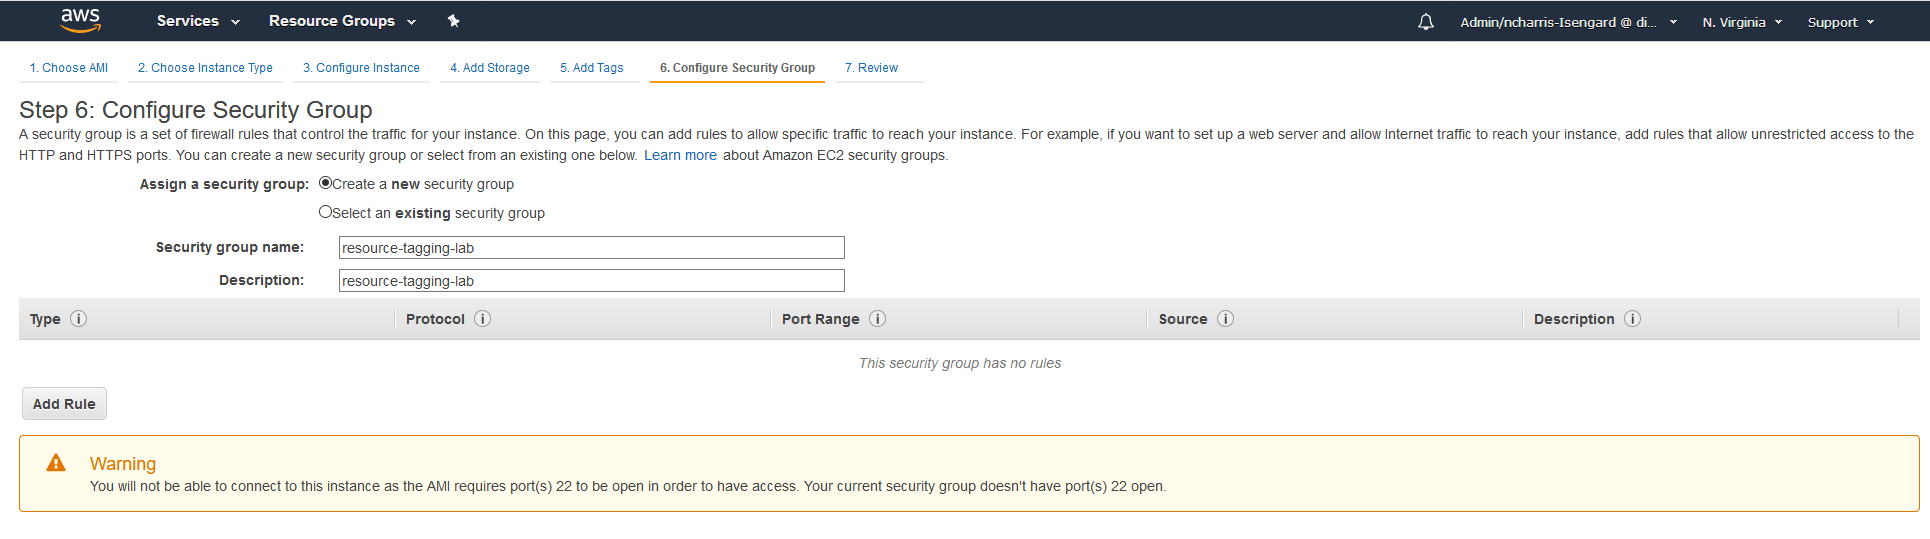 aws Services Resource Groups Admin/ncharris-Isengard @ di... N. Virginia Support
1. Choose AMI 2. Choose Instance Type 3. Configure Instance 4. Add Storage 5. Add Tags 6. Configure Security Group 7. Review
Step 6: Configure Security Group
A security group is a set of firewall rules that control the traffic for your instance. On this page, you can add rules to allow specific traffic to reach your instance. For example, if you want to set up a web server and allow Internet traffic to reach your instance, add rules that allow unrestricted access to the
HTTP and HTTPS ports. You can create a new security group or select from an existing one below. Learn more about Amazon EC2 security groups.
Assign a security group: Create a new security group
Select an existing security group
Security group name: resource-tagging-lab
Description: resource-tagging-lab
Type i Protocol i Port Range i Source i Description i
This security group has no rules
Add Rule
Warning
You will not be able to connect to this instance as the AMI requires port(s) 22 to be open in order to have access. Your current security group doesn't have port(s) 22 open.